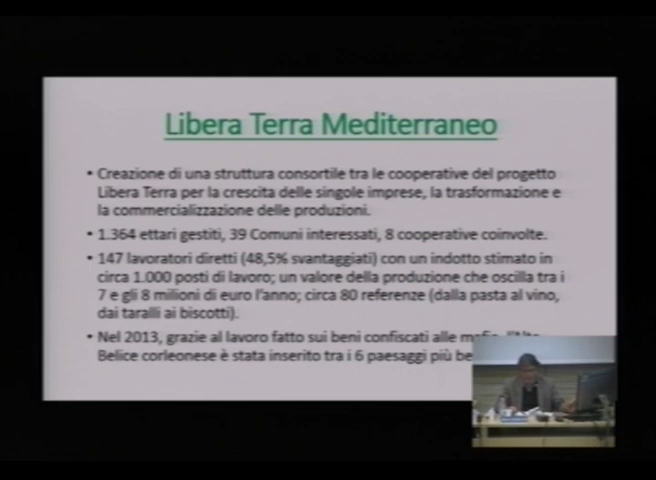 Libera Terra Mediterraneo
• Creazione di una struttura consortile tra le cooperative del progetto
Libera Terra per la crescita delle singole imprese, la trasformazione e
la commercializzazione delle produzioni.
• 1.364 ettari gestiti, 39 Comuni interessati, 8 cooperative coinvolte.
• 147 lavoratori diretti (48,5% svantaggiati) con un indotto stimato in
circa 1.000 posti di lavoro; un valore della produzione che oscilla tra i
7 e gli 8 milioni di euro l'anno; circa 80 referenze (dalla pasta al vino,
dai taralli ai biscotti).
• Nel 2013, grazie al lavoro fatto sui beni confiscati alle
Belice corleonese è stata inserito tra i 6 paesaggi più